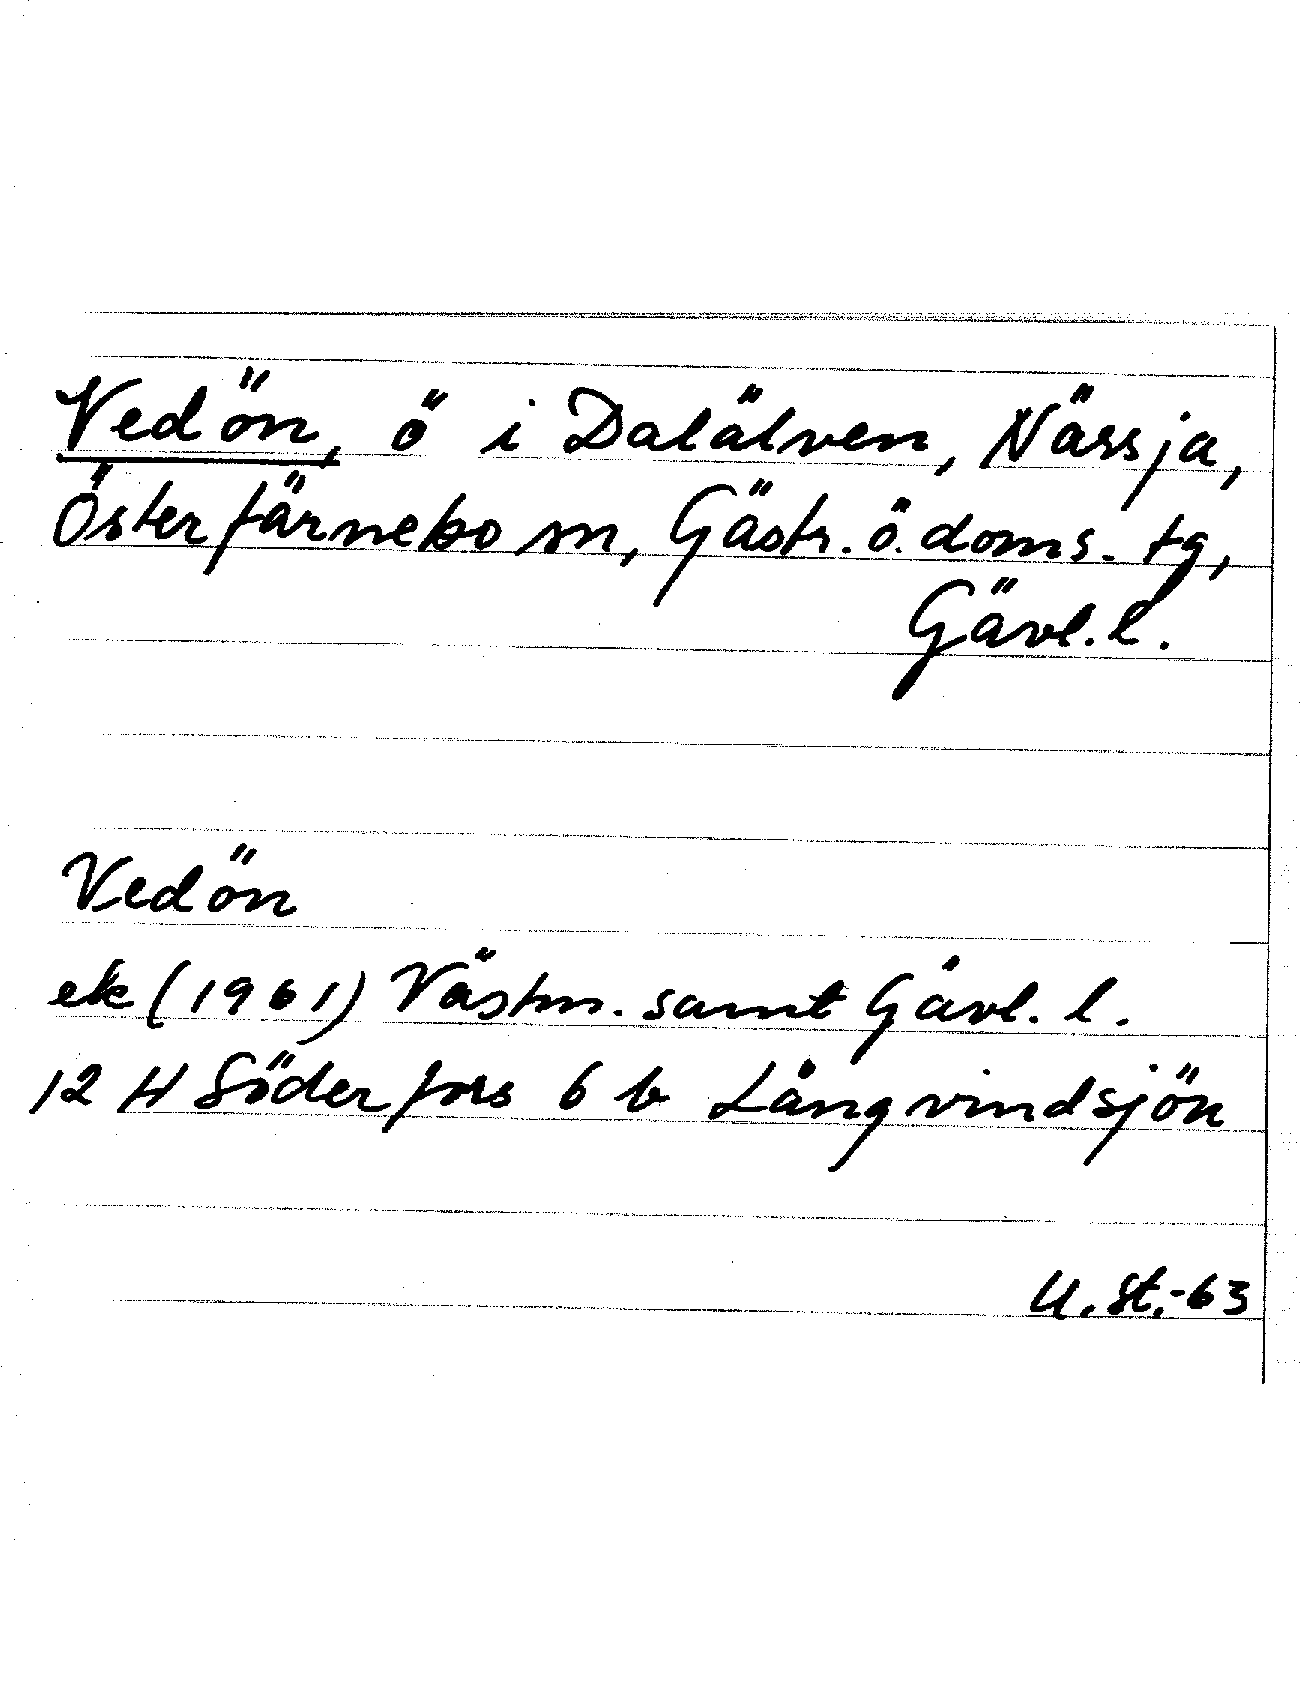 Vedön, ö i Dalälven, Nässja,
Österfärnebo sn, Gästr. ö. doms. tg,
Gävl. l.
Vedön
ek (1961) Västm. samt Gävl. l.
12 H Söderfors 6 b Långvindsjön
U. St.-63